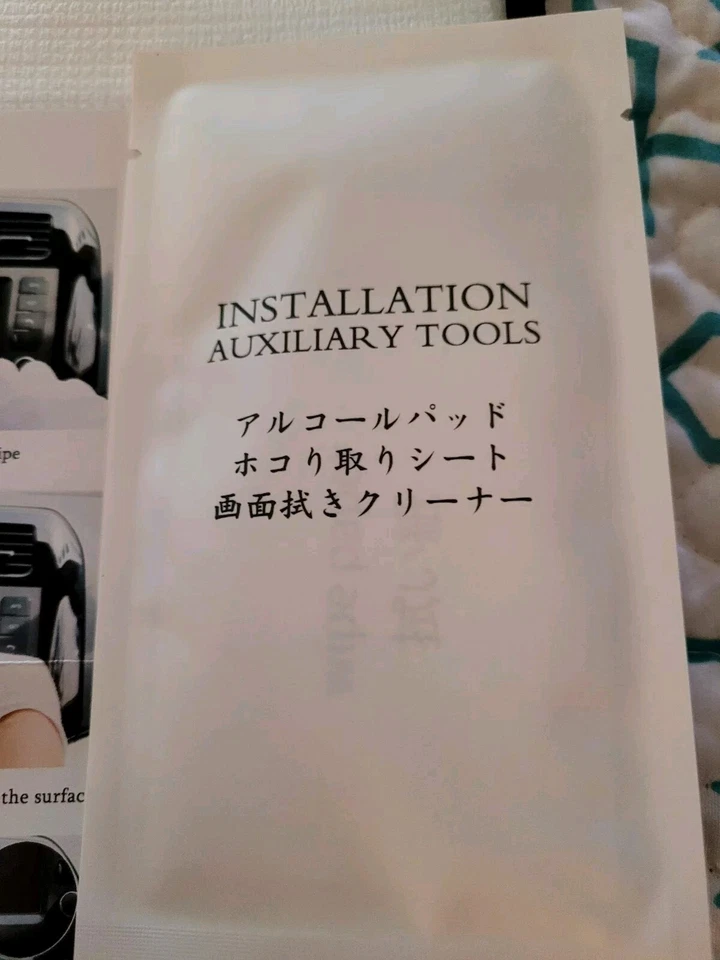 INSTALLATION
AUXILIARY TOOLS
アルコールパッド
ホコり取りシート
画面拭きクリーナー
ipe
the surfac